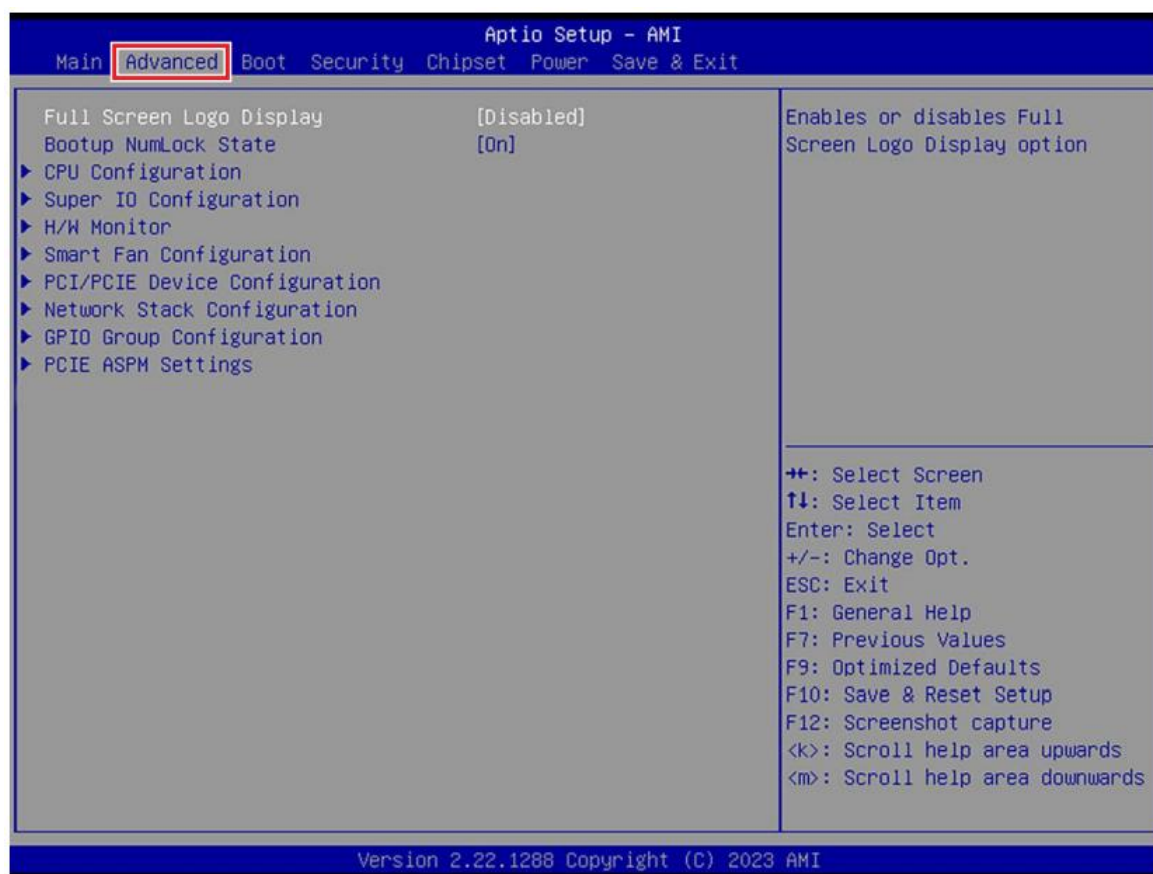 Aptio Setup – AMI
Main Advanced Boot Security Chipset Power Save & Exit
Full Screen Logo Display [Disabled]
Bootup NumLock State [On]
► CPU Configuration
► Super IO Configuration
► H/W Monitor
► Smart Fan Configuration
► PCI/PCIE Device Configuration
► Network Stack Configuration
► GPIO Group Configuration
► PCIE ASPM Settings
Enables or disables Full
Screen Logo Display option
→←: Select Screen
↑↓: Select Item
Enter: Select
+/-: Change Opt.
ESC: Exit
F1: General Help
F7: Previous Values
F9: Optimized Defaults
F10: Save & Reset Setup
F12: Screenshot capture
<k>: Scroll help area upwards
<m>: Scroll help area downwards
Version 2.22.1288 Copyright (C) 2023 AMI